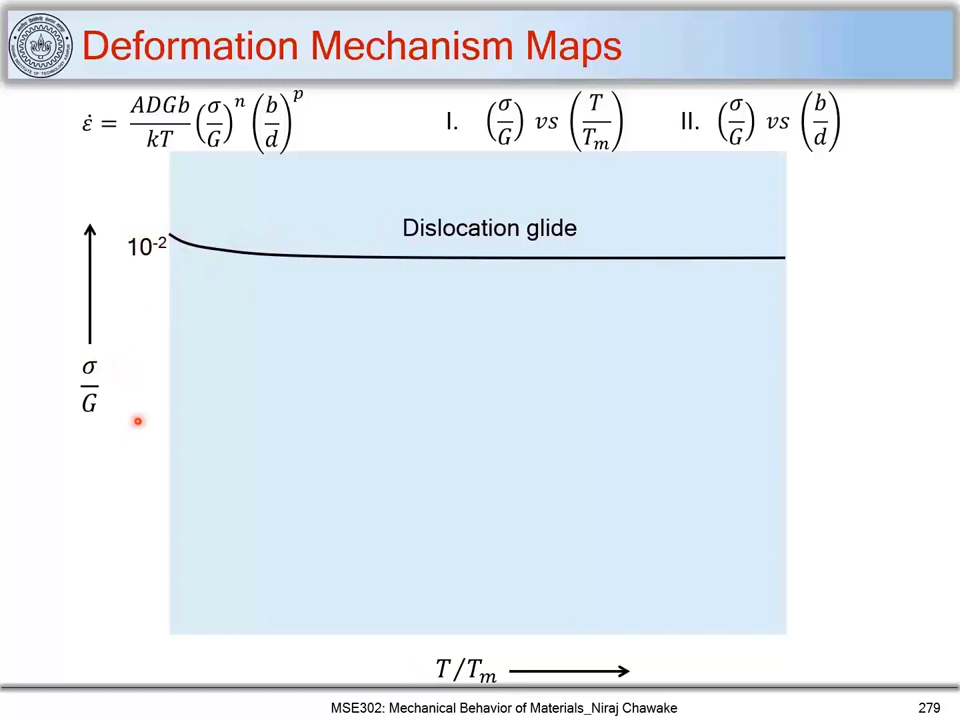 Deformation Mechanism Maps
ε̇ = ADGb/kT (σ/G)^n (b/d)^p
I. (σ/G) vs (T/T_m)
II. (σ/G) vs (b/d)
Dislocation glide
10^-2
σ/G
T/T_m
MSE302: Mechanical Behavior of Materials_Niraj Chawake
279